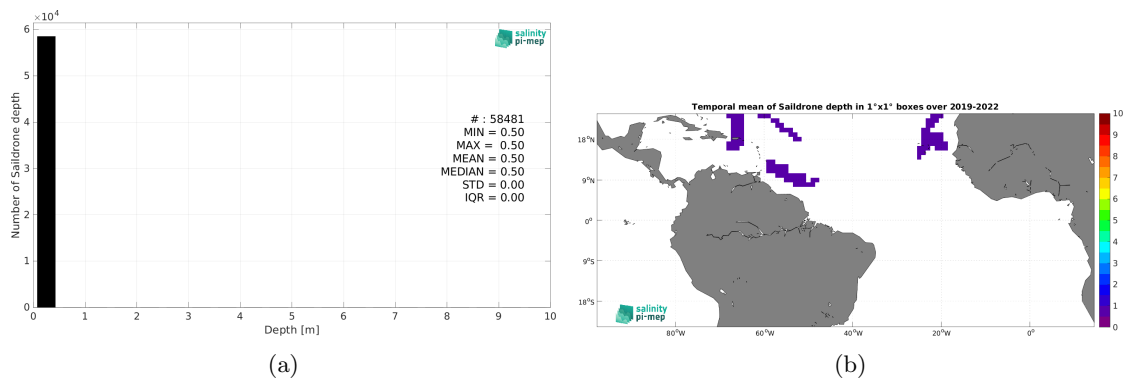 ×10⁴
6
5
4
3
2
1
0
Number of Saildrone depth
salinity
pi-mep
# : 58481
MIN = 0.50
MAX = 0.50
MEAN = 0.50
MEDIAN = 0.50
STD = 0.00
IQR = 0.00
0 1 2 3 4 5 6 7 8 9 10
Depth [m]
(a)
Temporal mean of Saildrone depth in 1°x1° boxes over 2019-2022
18°N
9°N
0°
9°S
18°S
salinity
pi-mep
80°W 60°W 40°W 20°W 0°
10
9
8
7
6
5
4
3
2
1
0
(b)